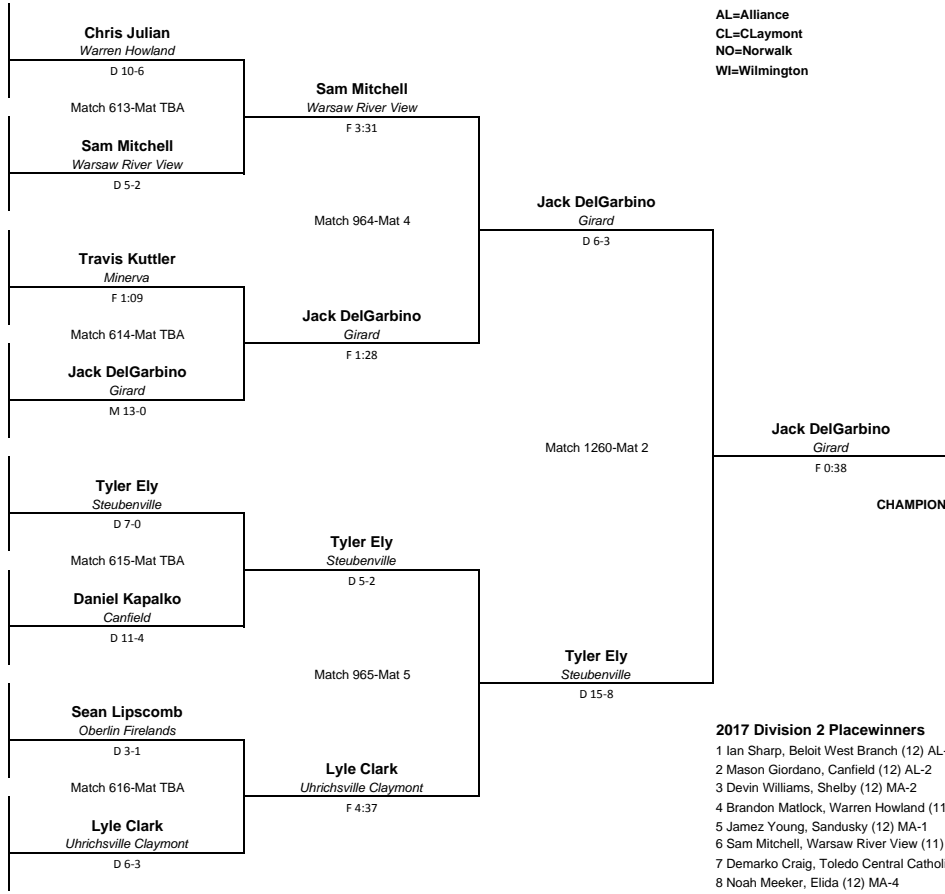 AL=Alliance
CL=CLaymont
NO=Norwalk
WI=Wilmington
Chris Julian
Warren Howland
D 10-6
Match 613-Mat TBA
Sam Mitchell
Warsaw River View
D 5-2
Sam Mitchell
Warsaw River View
F 3:31
Match 964-Mat 4
Travis Kuttler
Minerva
F 1:09
Match 614-Mat TBA
Jack DelGarbino
Girard
M 13-0
Jack DelGarbino
Girard
F 1:28
Jack DelGarbino
Girard
D 6-3
Match 1260-Mat 2
Jack DelGarbino
Girard
F 0:38
CHAMPION
Tyler Ely
Steubenville
D 7-0
Match 615-Mat TBA
Daniel Kapalko
Canfield
D 11-4
Tyler Ely
Steubenville
D 5-2
Match 965-Mat 5
Tyler Ely
Steubenville
D 15-8
Sean Lipscomb
Oberlin Firelands
D 3-1
Match 616-Mat TBA
Lyle Clark
Uhrichsville Claymont
D 6-3
Lyle Clark
Uhrichsville Claymont
F 4:37
2017 Division 2 Placewinners
1 Ian Sharp, Beloit West Branch (12) AL-
2 Mason Giordano, Canfield (12) AL-2
3 Devin Williams, Shelby (12) MA-2
4 Brandon Matlock, Warren Howland (11
5 Jamez Young, Sandusky (12) MA-1
6 Sam Mitchell, Warsaw River View (11)
7 Demarko Craig, Toledo Central Catholi
8 Noah Meeker, Elida (12) MA-4